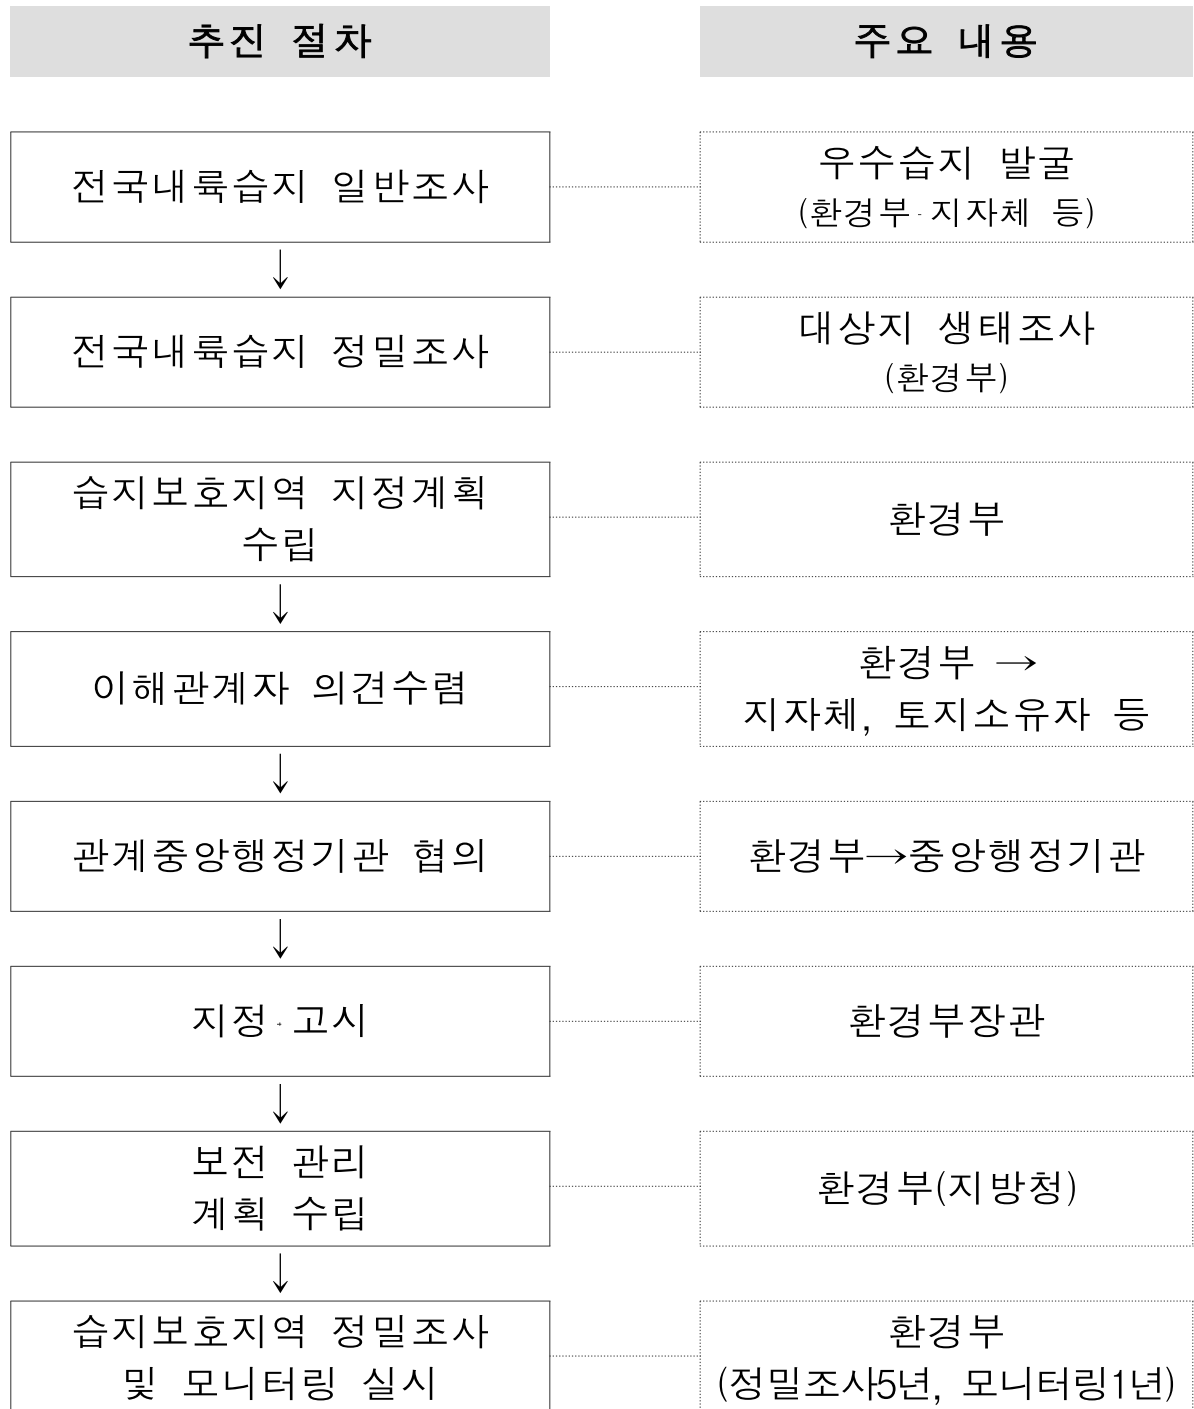 추진 절차
주요 내용
전국내륙습지 일반조사
우수습지 발굴
(환경부·지자체 등)
↓
전국내륙습지 정밀조사
대상지 생태조사
(환경부)
습지보호지역 지정계획
수립
환경부
↓
이해관계자 의견수렴
환경부 →
지자체, 토지소유자 등
↓
관계중앙행정기관 협의
환경부→중앙행정기관
↓
지정·고시
환경부장관
↓
보전 관리
계획 수립
환경부(지방청)
↓
습지보호지역 정밀조사
및 모니터링 실시
환경부
(정밀조사5년, 모니터링1년)